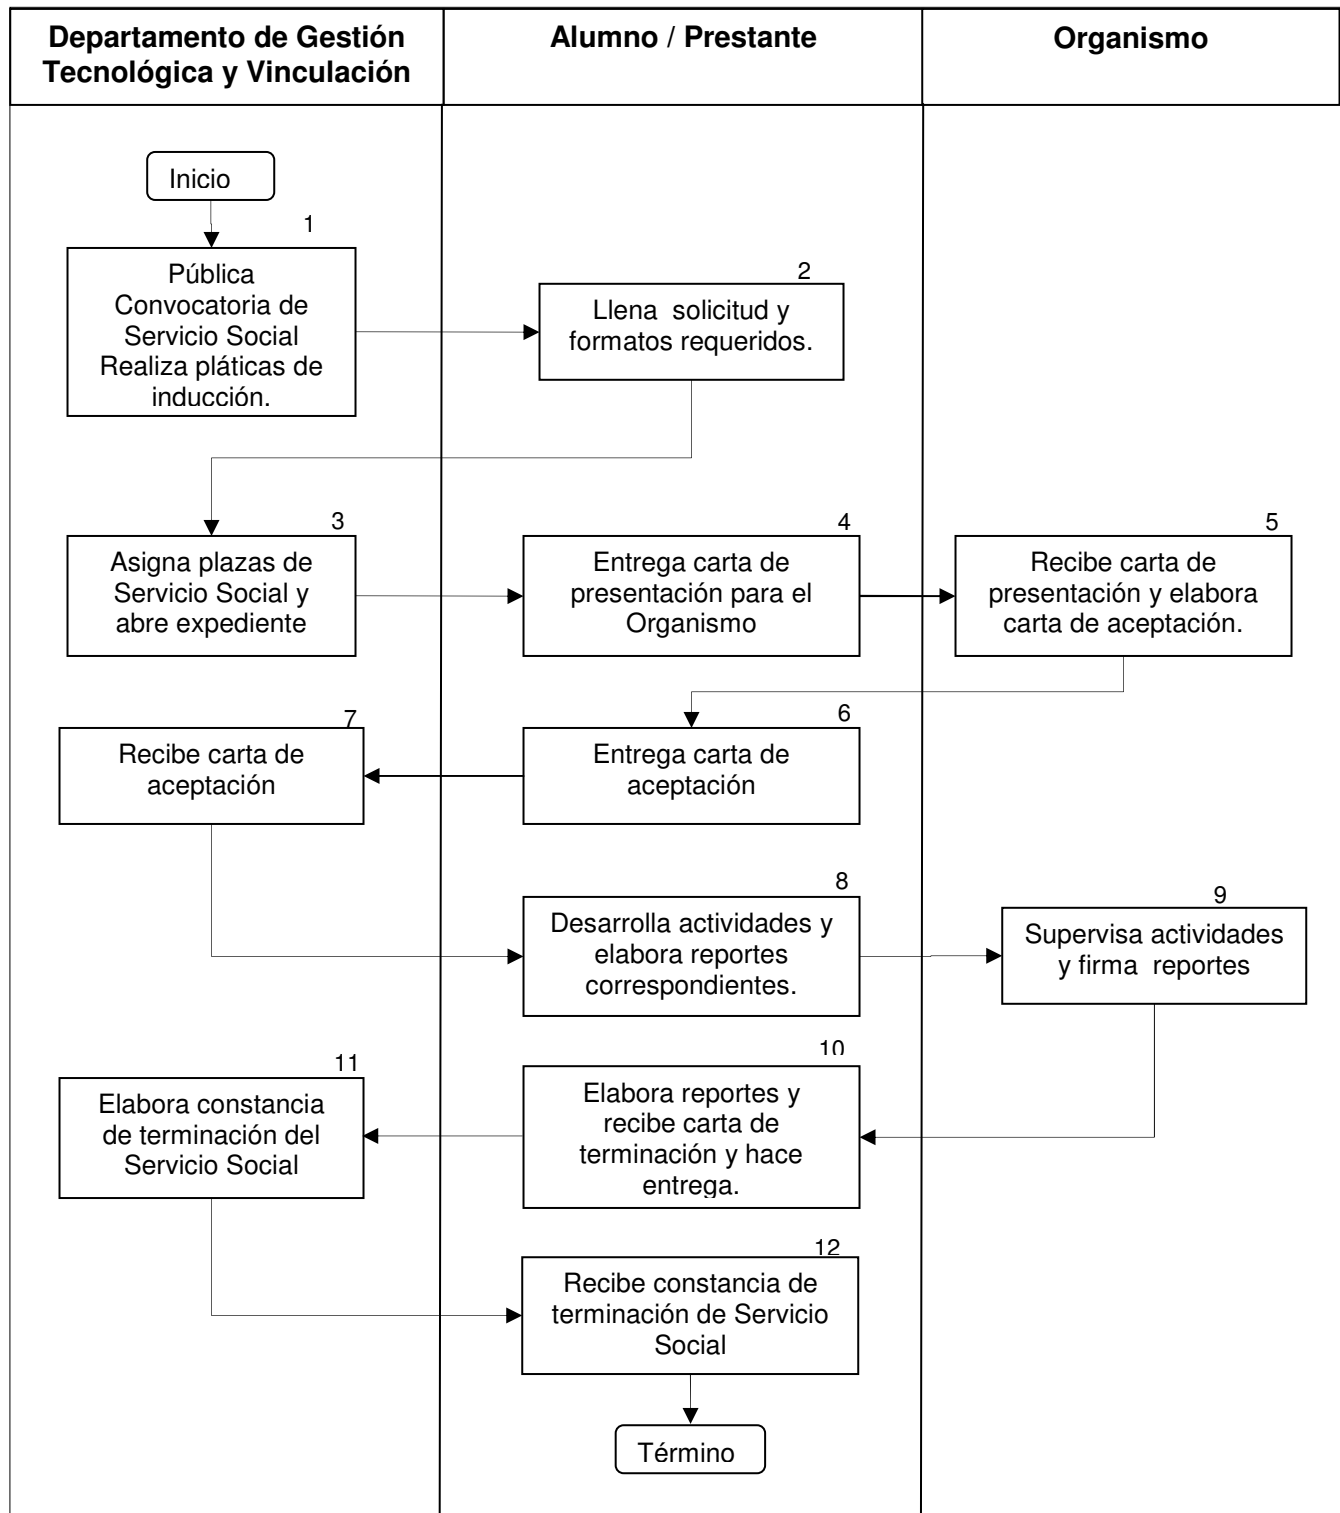 Departamento de Gestión
Tecnológica y Vinculación
Alumno / Prestante
Organismo
Inicio
1
Pública
Convocatoria de
Servicio Social
Realiza pláticas de
inducción.
2
Llena solicitud y
formatos requeridos.
3
Asigna plazas de
Servicio Social y
abre expediente
4
Entrega carta de
presentación para el
Organismo
5
Recibe carta de
presentación y elabora
carta de aceptación.
6
Entrega carta de
aceptación
7
Recibe carta de
aceptación
8
Desarrolla actividades y
elabora reportes
correspondientes.
9
Supervisa actividades
y firma reportes
10
Elabora reportes y
recibe carta de
terminación y hace
entrega.
11
Elabora constancia
de terminación del
Servicio Social
12
Recibe constancia de
terminación de Servicio
Social
Término